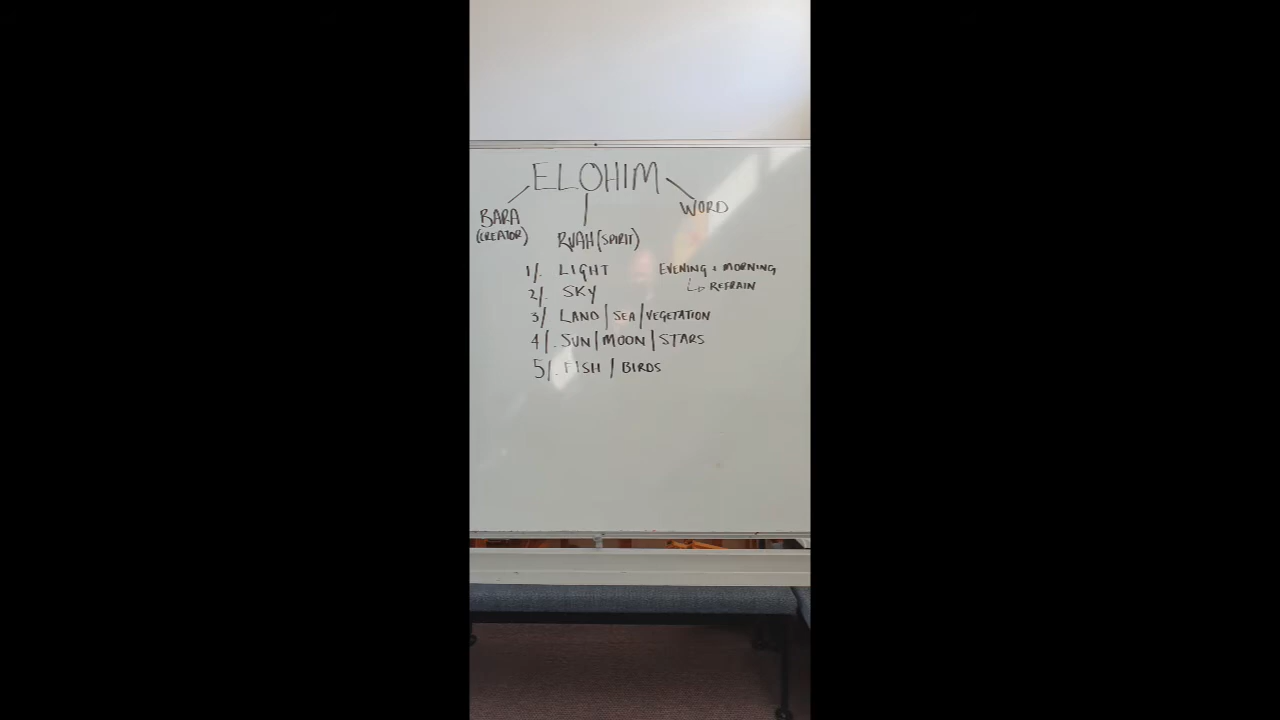 ELOHIM
BARA
(CREATOR)
RUAH (SPIRIT)
WORD
1/. LIGHT
EVENING + MORNING
↳ REFRAIN
2/. SKY
3/ LAND | SEA | VEGETATION
4/. SUN | MOON | STARS
5/. FISH / BIRDS